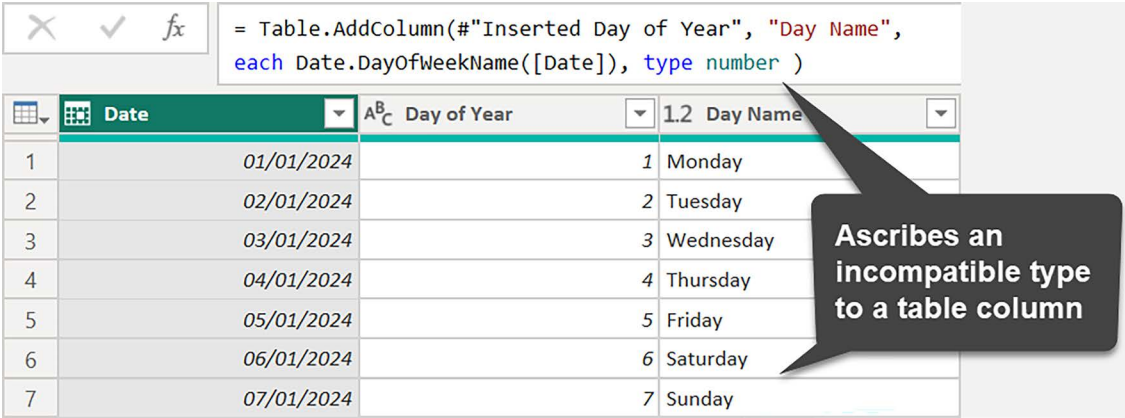 fx = Table.AddColumn(#"Inserted Day of Year", "Day Name",
each Date.DayOfWeekName([Date]), type number )
Date ABC Day of Year 1.2 Day Name
1 01/01/2024 1 Monday
2 02/01/2024 2 Tuesday
3 03/01/2024 3 Wednesday
4 04/01/2024 4 Thursday
5 05/01/2024 5 Friday
6 06/01/2024 6 Saturday
7 07/01/2024 7 Sunday
Ascribes an
incompatible type
to a table column